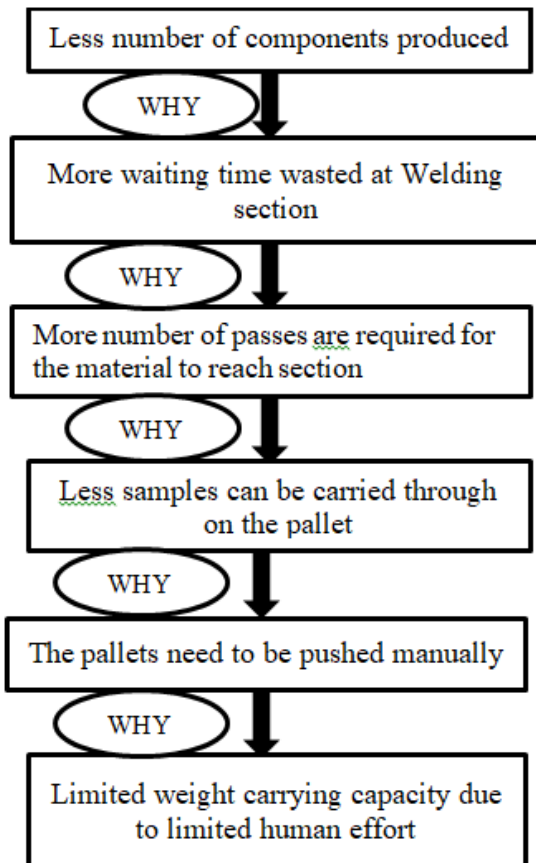 Less number of components produced
WHY
More waiting time wasted at Welding
section
WHY
More number of passes are required for
the material to reach section
WHY
Less samples can be carried through
on the pallet
WHY
The pallets need to be pushed manually
WHY
Limited weight carrying capacity due
to limited human effort